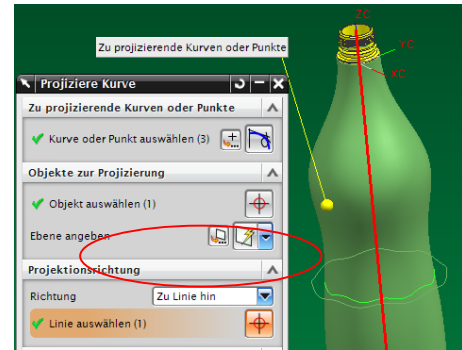 ZC
YC
XC
Zu projizierende Kurven oder Punkte
Projiziere Kurve
Zu projizierende Kurven oder Punkte
Kurve oder Punkt auswählen (3)
Objekte zur Projizierung
Objekt auswählen (1)
Ebene angeben
Projektionsrichtung
Richtung Zu Linie hin
Linie auswählen (1)